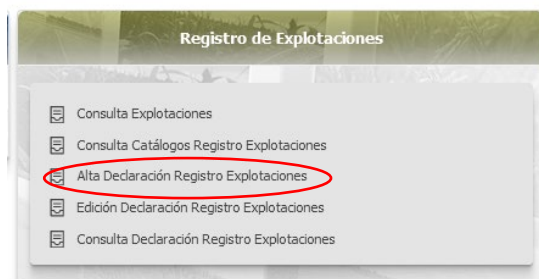 Registro de Explotaciones
Consulta Explotaciones
Consulta Catálogos Registro Explotaciones
Alta Declaración Registro Explotaciones
Edición Declaración Registro Explotaciones
Consulta Declaración Registro Explotaciones